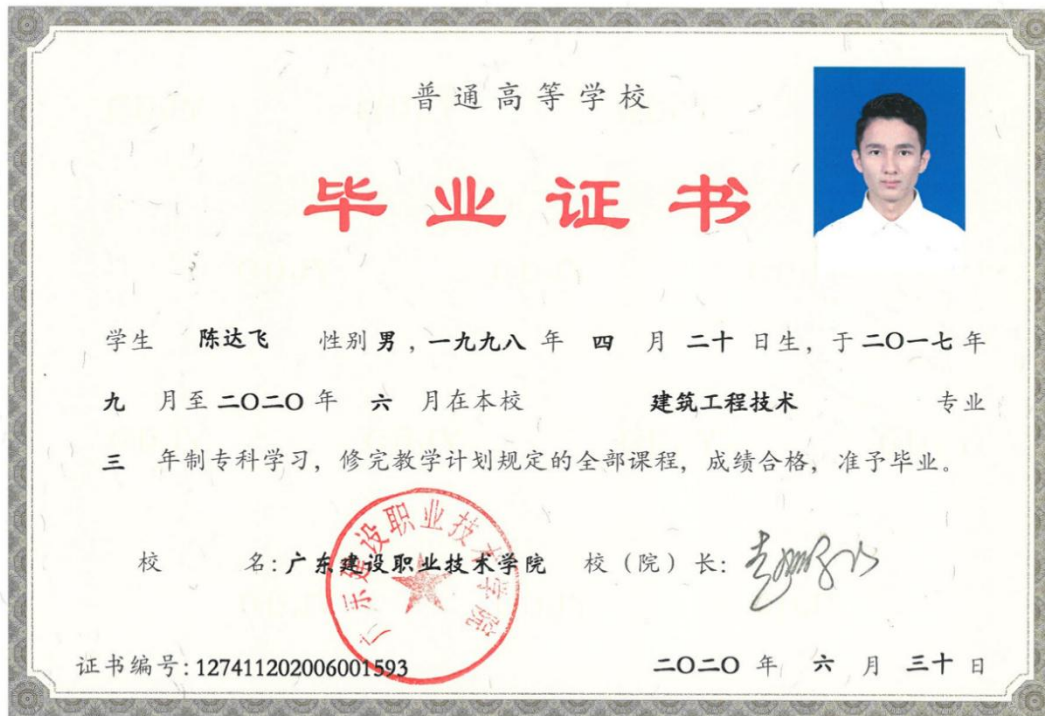 普通高等学校
毕业证书
学生 陈达飞 性别 男 , 一九九八 年 四 月 二十 日生, 于 二〇一七 年
九 月至 二〇二〇 年 六 月在本校 建筑工程技术 专业
三 年制专科学习, 修完教学计划规定的全部课程, 成绩合格, 准予毕业。
校 名: 广东建设职业技术学院 校（院）长:
广东建设职业技术学院
证书编号: 127411202006001593 二〇二〇 年 六 月 三十 日